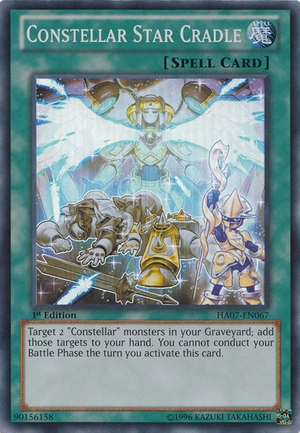 CONSTELLAR STAR CRADLE
[SPELL CARD]
1st Edition
HA07-EN067
Target 2 "Constellar" monsters in your Graveyard; add
those targets to your hand. You cannot conduct your
Battle Phase the turn you activate this card.
90156158
©1996 KAZUKI TAKAHASHI